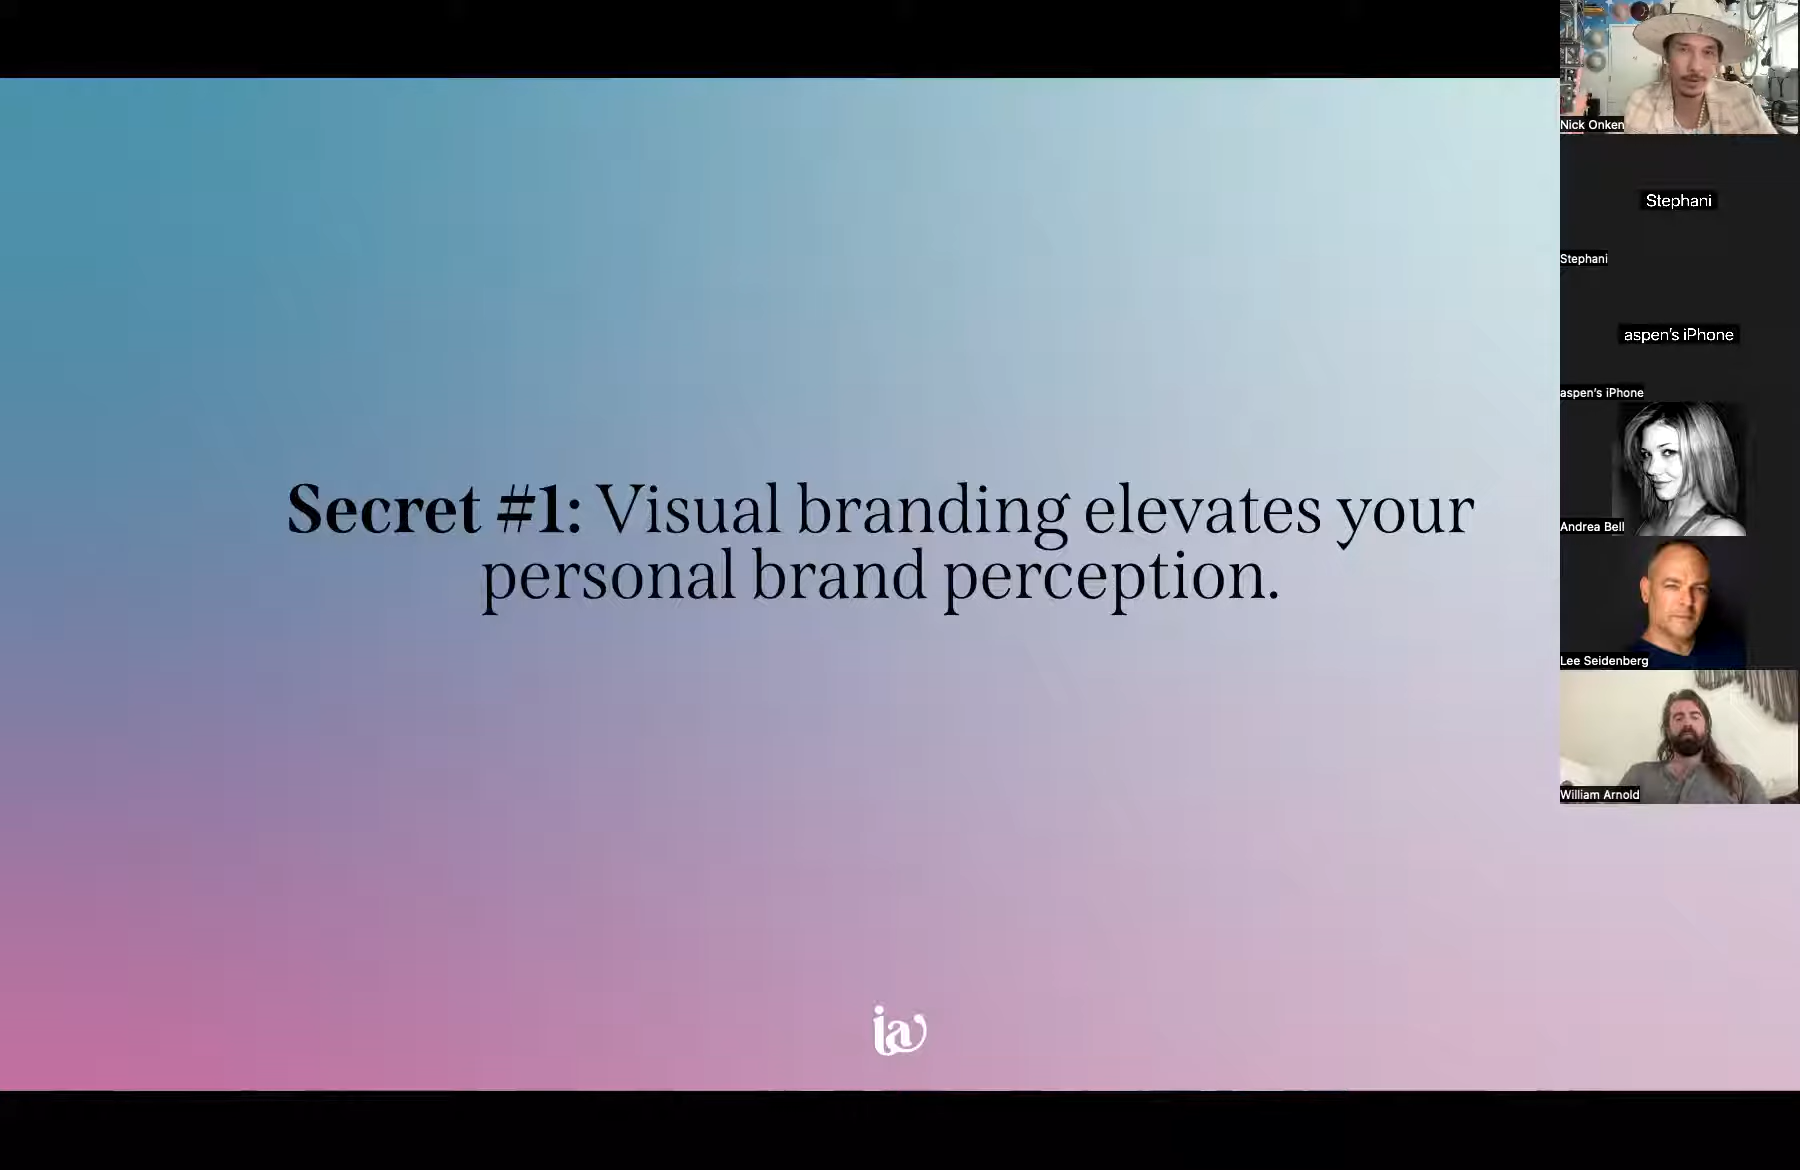 Secret #1: Visual branding elevates your
personal brand perception.
ia
Nick Onken
Stephani
Stephani
aspen's iPhone
aspen's iPhone
Andrea Bell
Lee Seidenberg
William Arnold